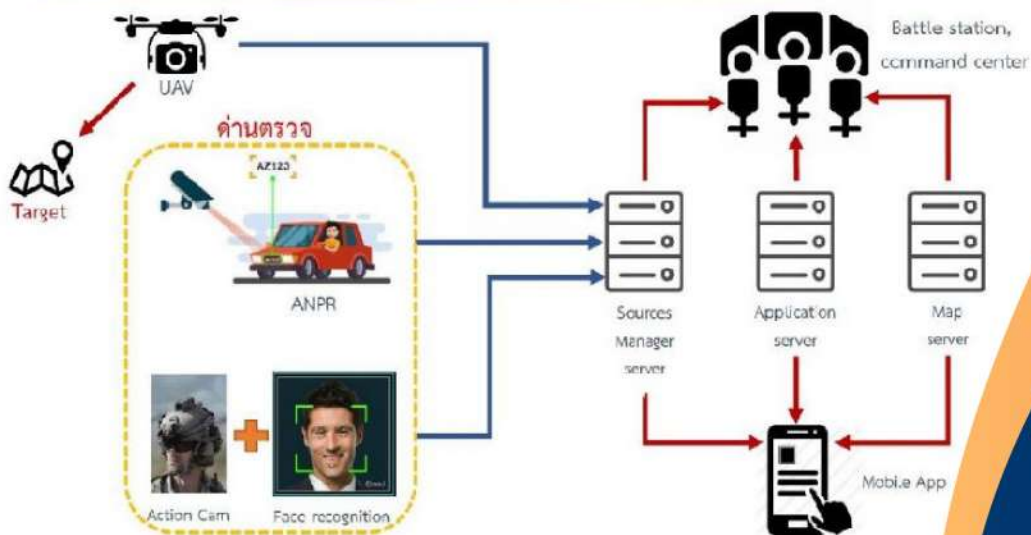 Battle station,
command center
UAV
ด่านตรวจ
AZ123
Target
ANPR
Sources
Manager
server
Application
server
Map
server
Action Cam
Face recognition
Mobile App